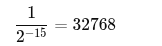 1/2⁻¹⁵ = 32768